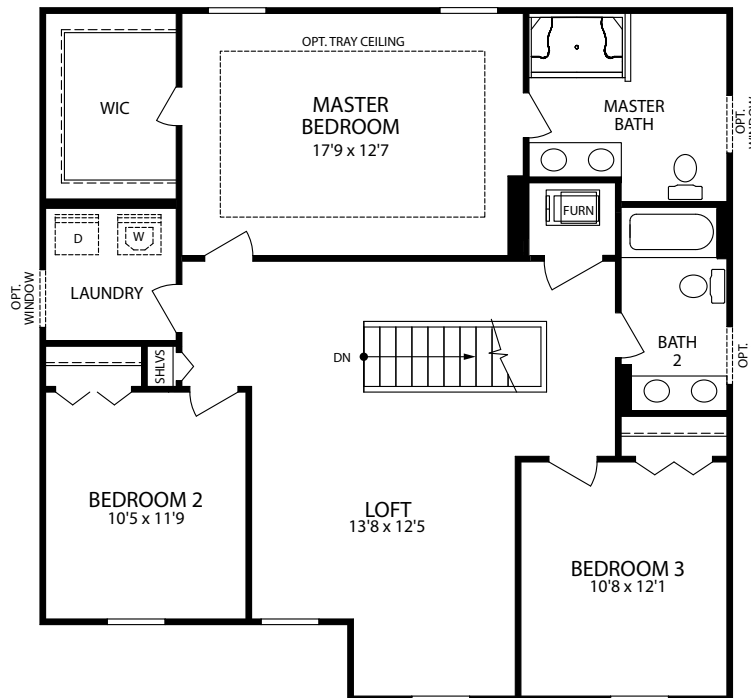 OPT. TRAY CEILING
WIC
MASTER
BEDROOM
17'9 x 12'7
MASTER
BATH
OPT.
WINDOW
FURN
D
W
LAUNDRY
OPT.
WINDOW
SHLVS
DN
BATH
2
OPT.
BEDROOM 2
10'5 x 11'9
LOFT
13'8 x 12'5
BEDROOM 3
10'8 x 12'1